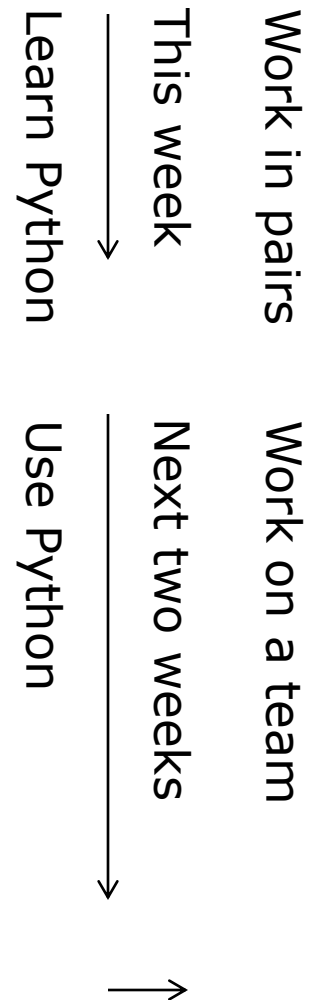 Work in pairs
Work on a team
This week
Next two weeks
Learn Python
Use Python